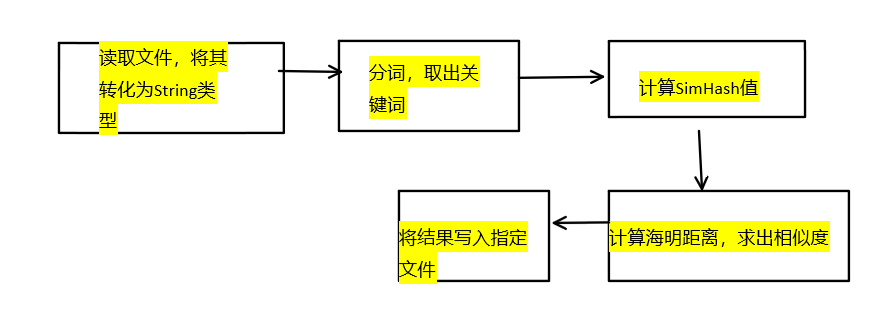 读取文件，将其
转化为String类
型
分词，取出关
键词
计算SimHash值
计算海明距离，求出相似度
将结果写入指定
文件